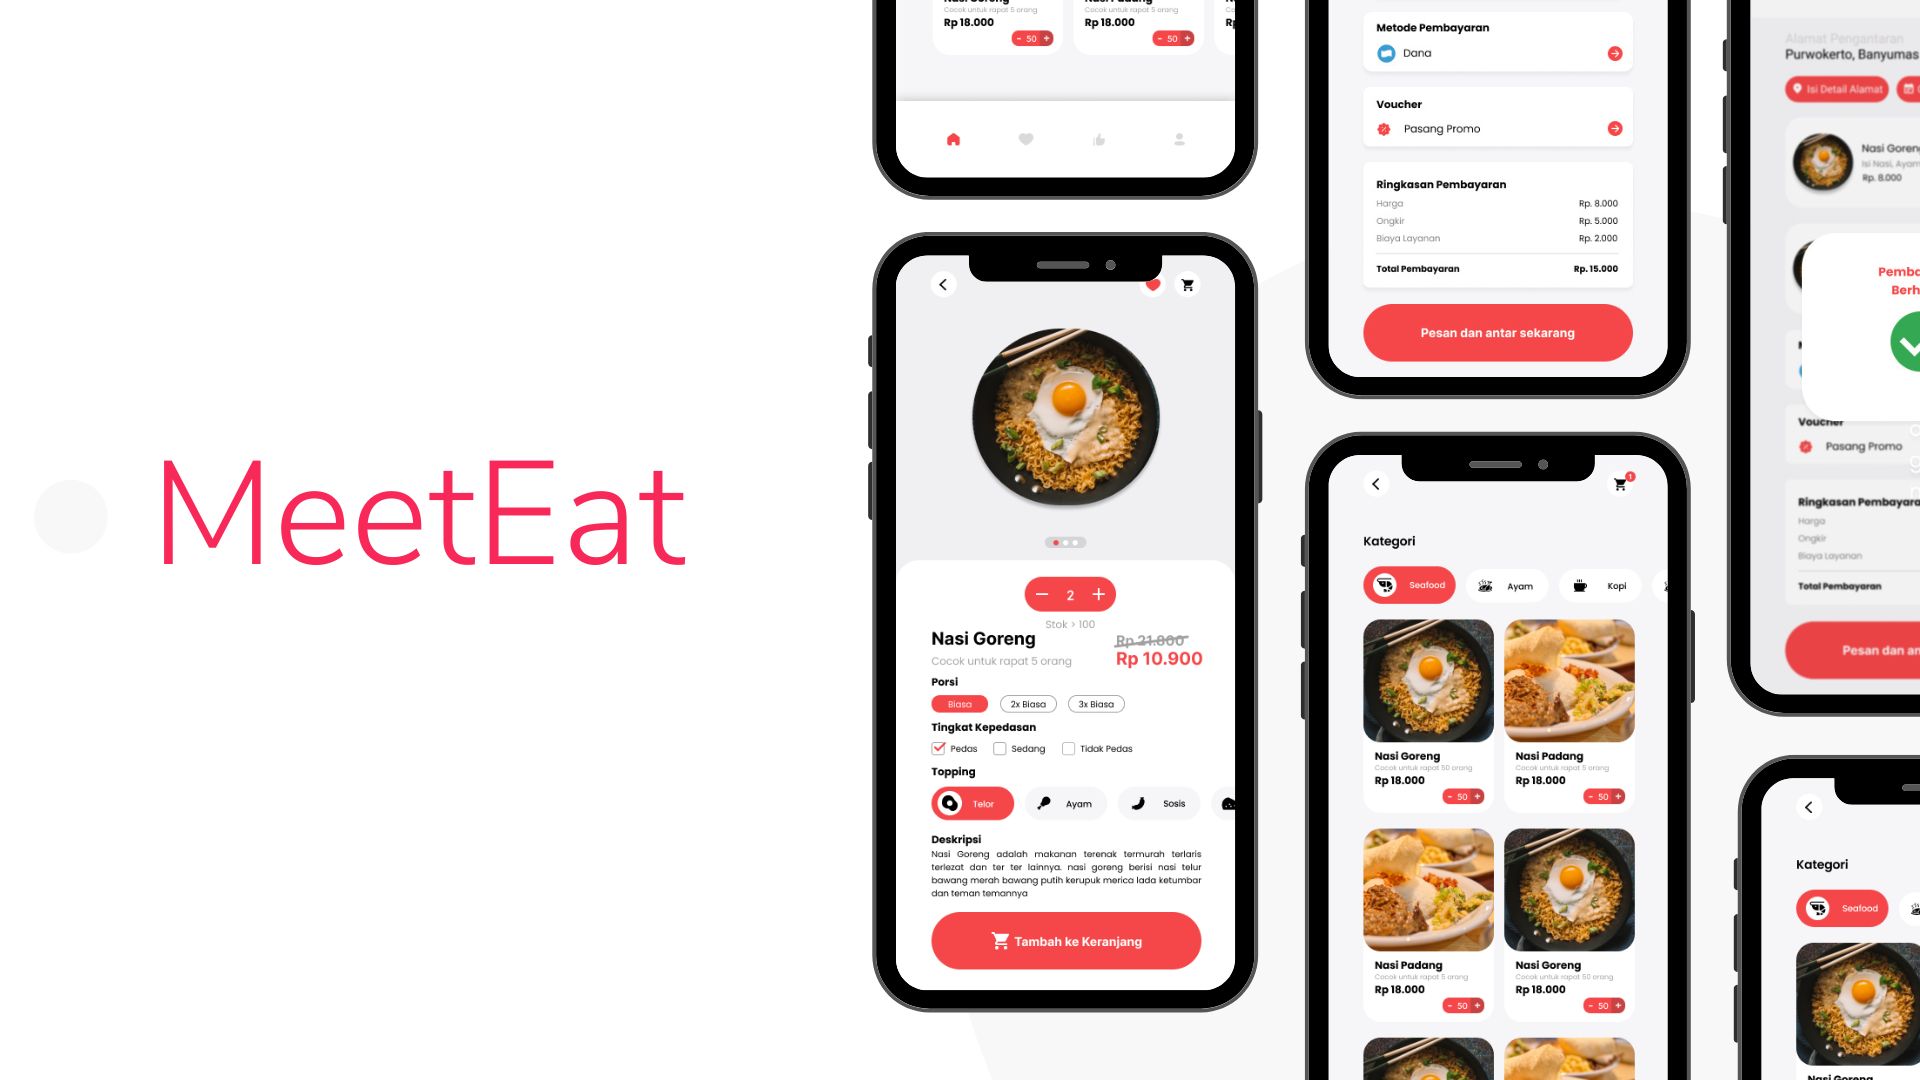 MeetEat
Cocok untuk rapat 5 orang
Rp 18.000
- 50 +
Cocok untuk rapat 5 orang
Rp 18.000
- 50 +
Nasi Goreng
Cocok untuk rapat 5 orang
2
Stok > 100
Rp 21.800
Rp 10.900
Porsi
Biasa
2x Biasa
3x Biasa
Tingkat Kepedasan
Pedas
Sedang
Tidak Pedas
Topping
Telor
Ayam
Sosis
Deskripsi
Nasi Goreng adalah makanan terenak termurah terlaris
terlezat dan ter ter lainnya. nasi goreng berisi nasi telur
bawang merah bawang putih kerupuk merica lada ketumbar
dan teman temannya
Tambah ke Keranjang
Metode Pembayaran
Dana
Voucher
Pasang Promo
Ringkasan Pembayaran
Harga Rp. 8.000
Ongkir Rp. 5.000
Biaya Layanan Rp. 2.000
Total Pembayaran Rp. 15.000
Pesan dan antar sekarang
1
Kategori
Seafood
Ayam
Kopi
Nasi Goreng
Cocok untuk rapat 50 orang
Rp 18.000
- 50 +
Nasi Padang
Cocok untuk rapat 5 orang
Rp 18.000
- 50 +
Nasi Padang
Cocok untuk rapat 5 orang
Rp 18.000
- 50 +
Nasi Goreng
Cocok untuk rapat 50 orang
Rp 18.000
- 50 +
Alamat Pengantaran
Purwokerto, Banyumas
Isi Detail Alamat
Nasi Goreng
Isi Nasi, Ayam
Rp. 8.000
Pemba
Berh
Voucher
Pasang Promo
Ringkasan Pembayara
Harga
Ongkir
Biaya Layanan
Total Pembayaran
Pesan dan an
Kategori
Seafood
Nasi Goreng